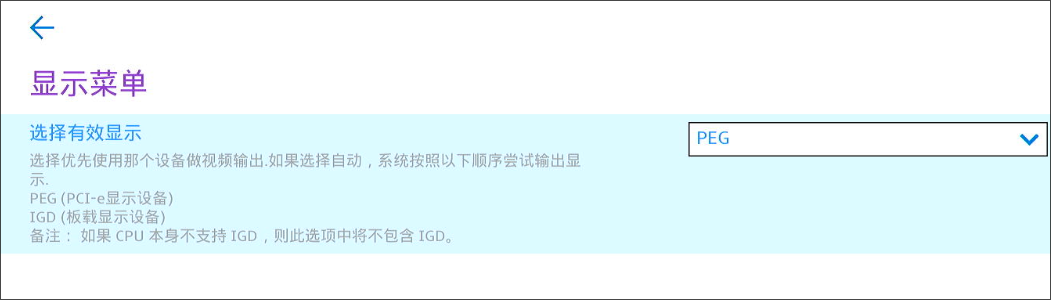 显示菜单
选择有效显示
PEG
选择优先使用那个设备做视频输出.如果选择自动，系统按照以下顺序尝试输出显
示.
PEG (PCI-e显示设备)
IGD (板载显示设备)
备注： 如果 CPU 本身不支持 IGD，则此选项中将不包含 IGD。